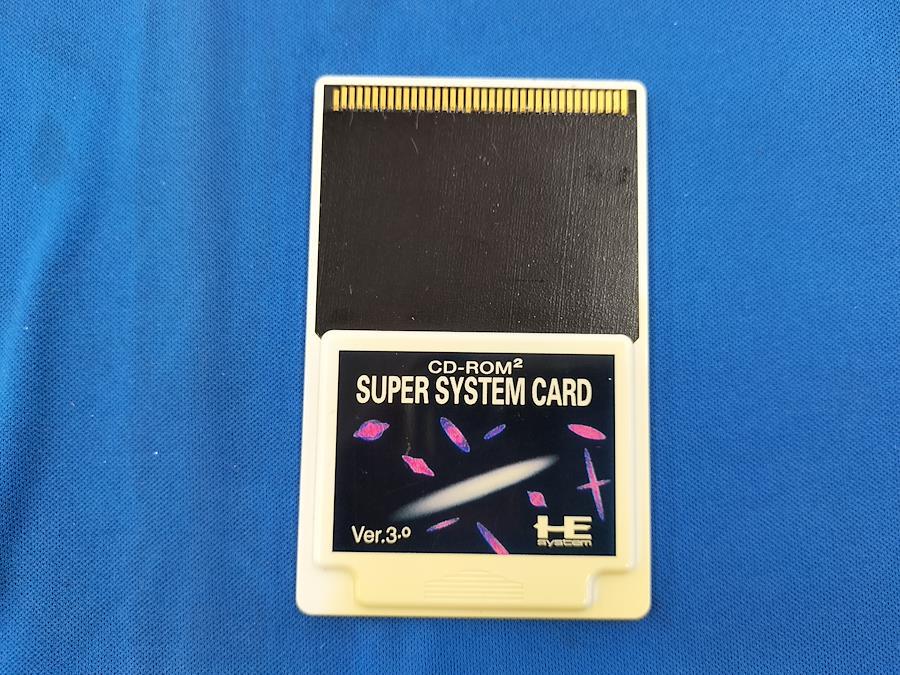 CD-ROM²
SUPER SYSTEM CARD
Ver.3.0
HE
system